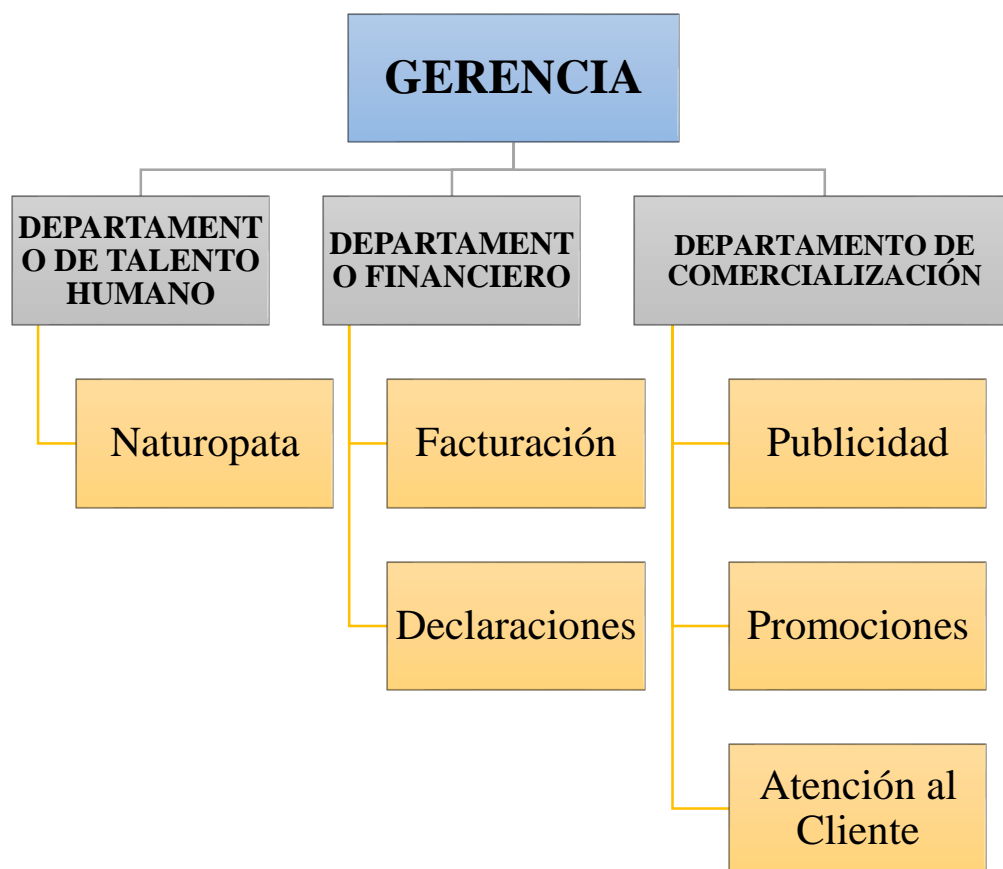 GERENCIA
DEPARTAMENT
O DE TALENTO
HUMANO
DEPARTAMENT
O FINANCIERO
DEPARTAMENTO DE
COMERCIALIZACIÓN
Naturopata
Facturación
Publicidad
Declaraciones
Promociones
Atención al
Cliente